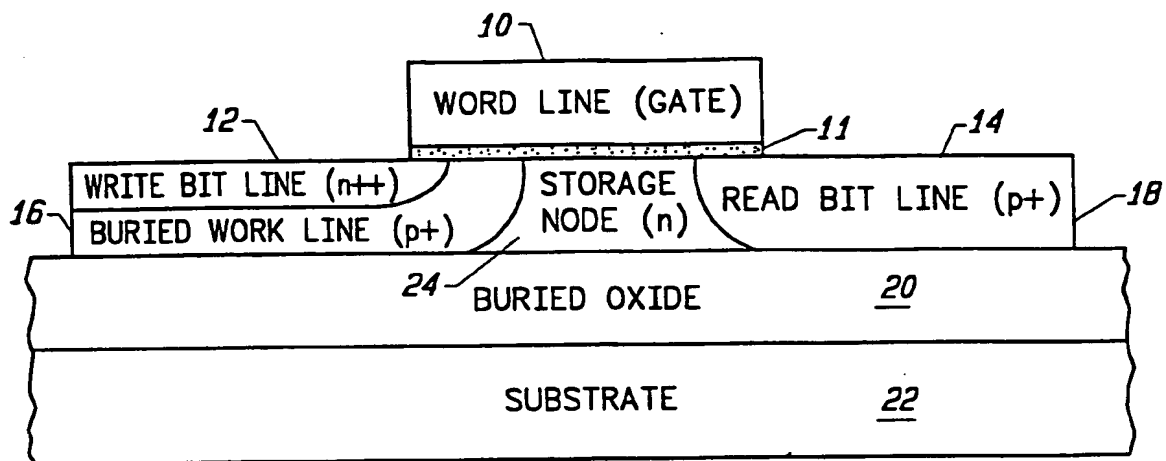 10
WORD LINE (GATE)
11
12
14
WRITE BIT LINE (n++)
STORAGE
NODE (n)
READ BIT LINE (p+)
16
18
BURIED WORK LINE (p+)
24
BURIED OXIDE
20
SUBSTRATE
22